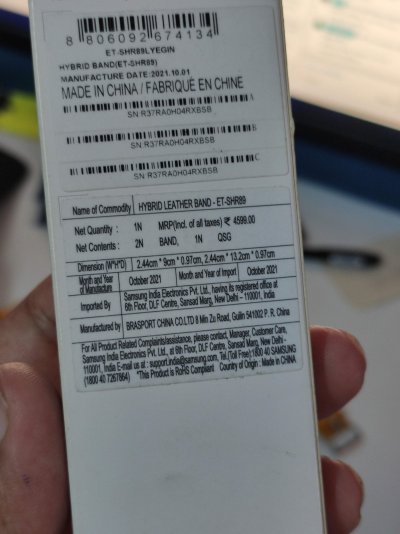 8 806092 674134
ET-SHR89LYEGIN
HYBRID BAND(ET-SHR89)
MANUFACTURE DATE:2021.10.01
MADE IN CHINA / FABRIQUÉ EN CHINE
A
SN:R37RA0H04RXBSB
B
SN:R37RA0H04RXBSB
C
SN:R37RA0H04RXBSB
Name of Commodity HYBRID LEATHER BAND - ET-SHR89
Net Quantity : 1N MRP(Incl. of all taxes) ₹ 4599.00
Net Contents : 2N BAND, 1N QSG
Dimension (W*H*D) 2.44cm * 9cm * 0.97cm, 2.44cm * 13.2cm * 0.97cm
Month and Year of Manufacture October 2021 Month and Year of Import October 2021
Imported By Samsung India Electronics Pvt. Ltd., having its registered office at
6th Floor, DLF Centre, Sansad Marg, New Delhi - 110001, India
Manufactured by BRASPORT CHINA CO.LTD 8 Min Zu Road, Guilin 541002 P. R. China
For All Product Related Complaints/assistance, please contact, Manager, Customer Care,
Samsung India Electronics Pvt. Ltd., at 6th Floor, DLF Centre, Sansad Marg, New Delhi -
110001, India E-mail us at : support.india@samsung.com, Tel.(Toll Free):1800 40 SAMSUNG
(1800 40 7267864) *This Product is RoHS Compliant Country of Origin : Made in CHINA